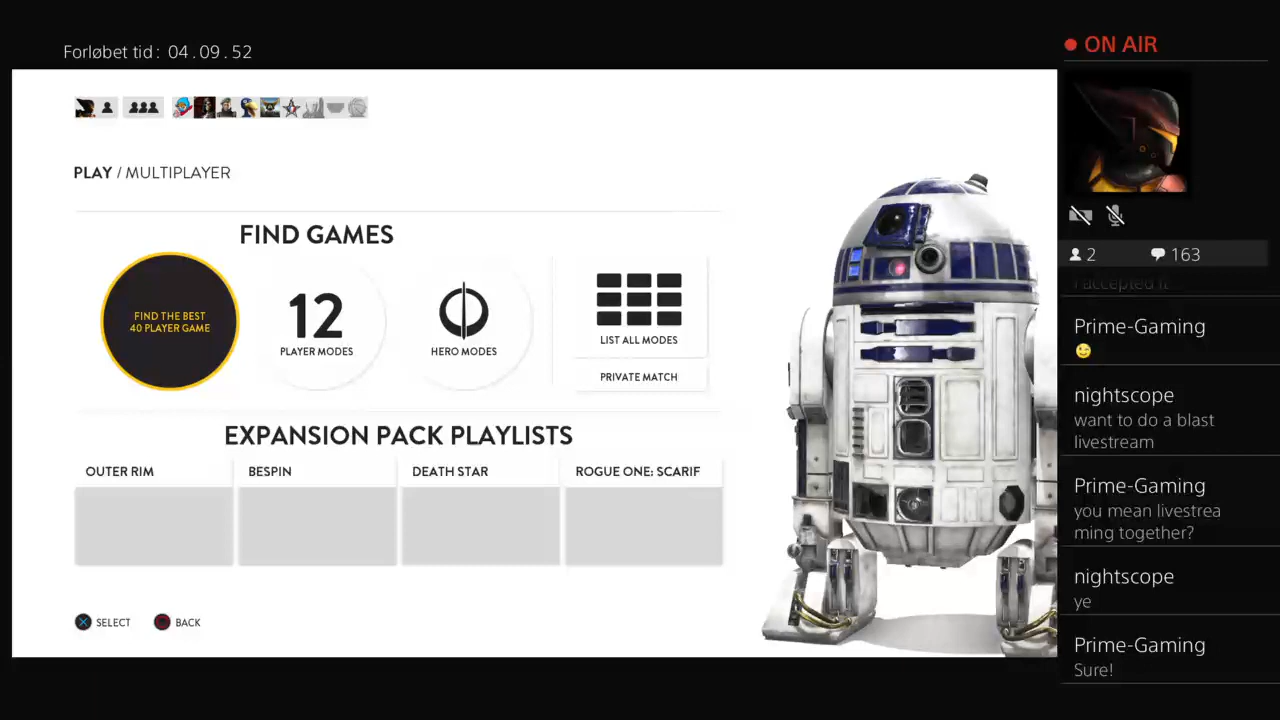 Forløbet tid: 04.09.52
ON AIR
PLAY / MULTIPLAYER
FIND GAMES
FIND THE BEST
40 PLAYER GAME
12
PLAYER MODES
HERO MODES
LIST ALL MODES
PRIVATE MATCH
EXPANSION PACK PLAYLISTS
OUTER RIM
BESPIN
DEATH STAR
ROGUE ONE: SCARIF
SELECT
BACK
2
163
I accepted it
Prime-Gaming
nightscope
want to do a blast
livestream
Prime-Gaming
you mean livestrea
ming together?
nightscope
ye
Prime-Gaming
Sure!